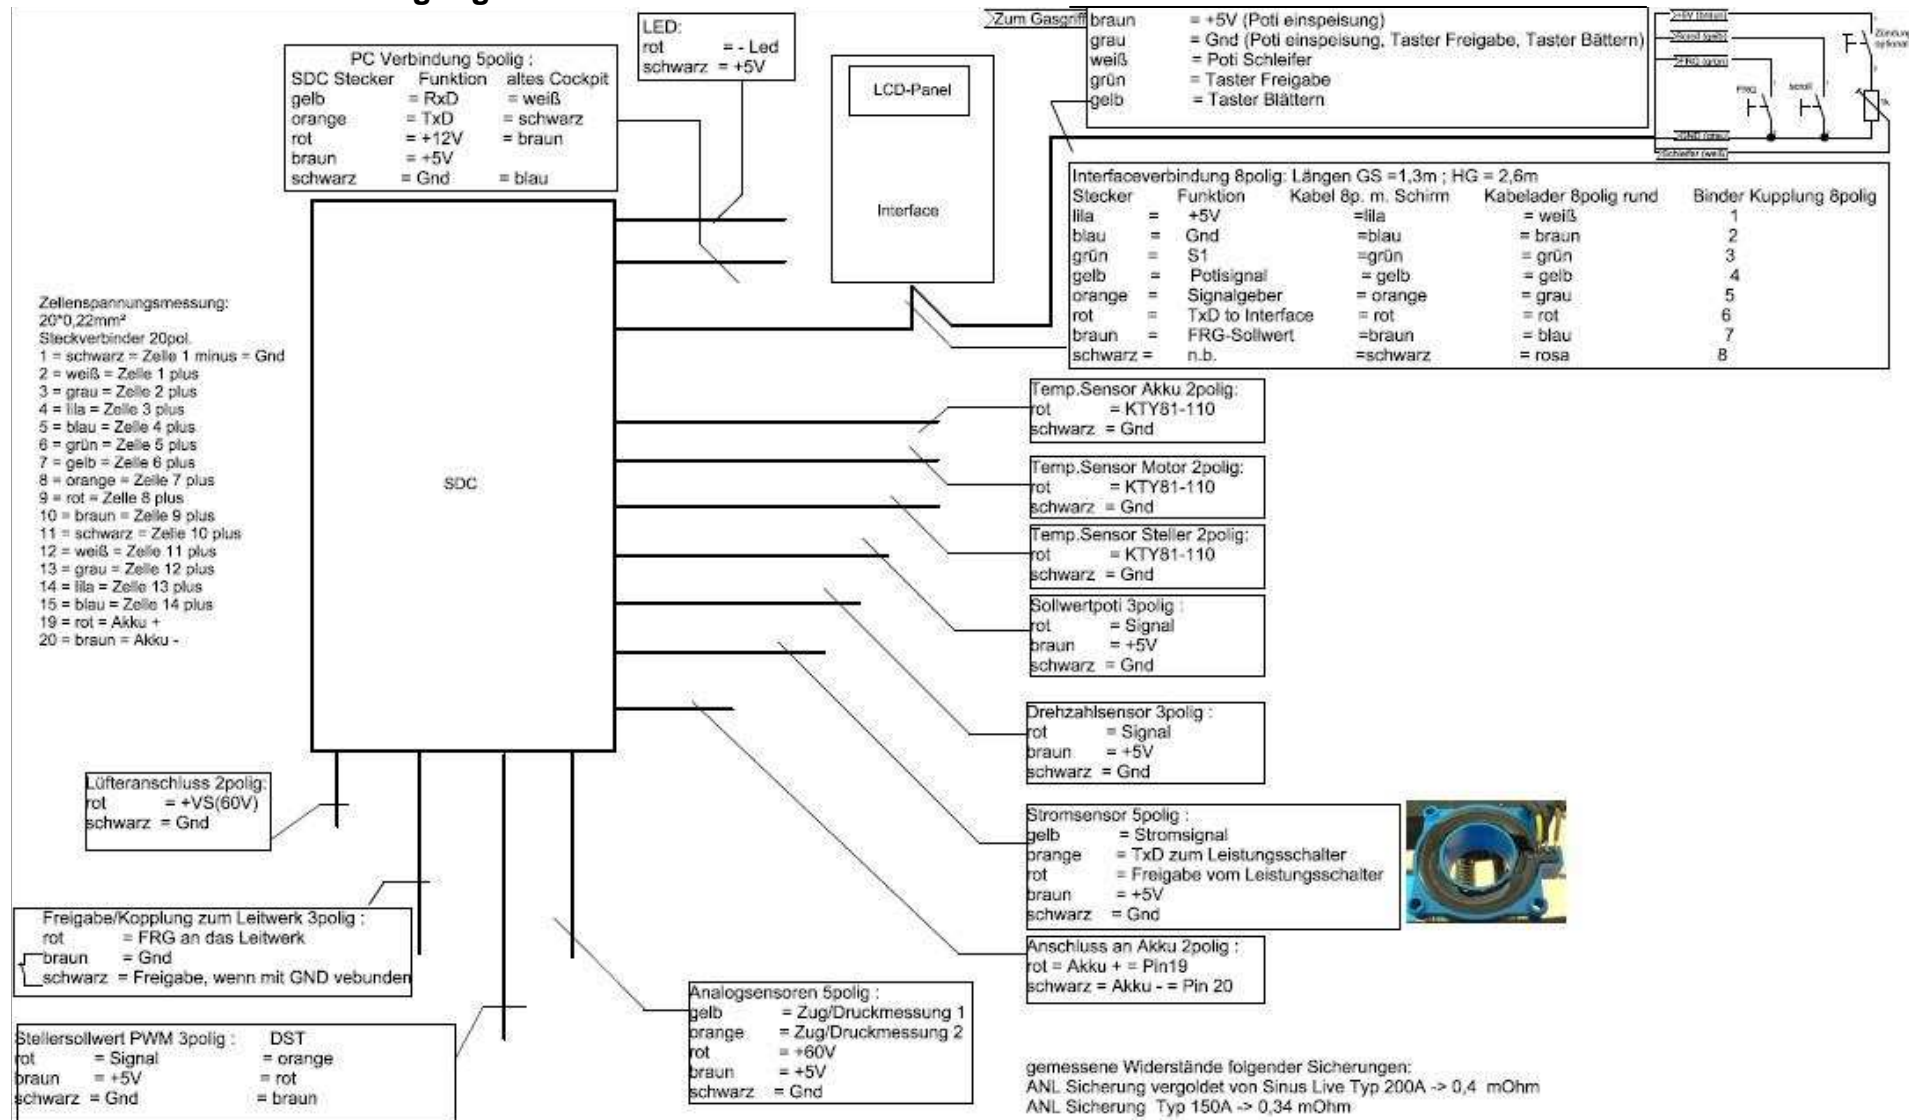 LED:
rot = - Led
schwarz = +5V
PC Verbindung 5polig :
SDC Stecker Funktion altes Cockpit
gelb = RxD = weiß
orange = TxD = schwarz
rot = +12V = braun
braun = +5V
schwarz = Gnd = blau
LCD-Panel
Interface
Zum Gasgriff
braun = +5V (Poti einspeisung)
grau = Gnd (Poti einspeisung, Taster Freigabe, Taster Bättern)
weiß = Poti Schleifer
grün = Taster Freigabe
gelb = Taster Blättern
+5V (braun)
Scroll (gelb)
FRG (grün)
GND (grau)
Schleifer (weiß)
FRG
scroll
Zündung
optional
Interfaceverbindung 8polig: Längen GS =1,3m ; HG = 2,6m
Stecker Funktion Kabel 8p. m. Schirm Kabelader 8polig rund Binder Kupplung 8polig
lila = +5V =lila = weiß 1
blau = Gnd =blau = braun 2
grün = S1 =grün = grün 3
gelb = Potisignal = gelb = gelb 4
orange = Signalgeber = orange = grau 5
rot = TxD to Interface = rot = rot 6
braun = FRG-Sollwert =braun = blau 7
schwarz = n.b. =schwarz = rosa 8
Zellenspannungsmessung:
20*0,22mm²
Steckverbinder 20pol.
1 = schwarz = Zelle 1 minus = Gnd
2 = weiß = Zelle 1 plus
3 = grau = Zelle 2 plus
4 = lila = Zelle 3 plus
5 = blau = Zelle 4 plus
6 = grün = Zelle 5 plus
7 = gelb = Zelle 6 plus
8 = orange = Zelle 7 plus
9 = rot = Zelle 8 plus
10 = braun = Zelle 9 plus
11 = schwarz = Zelle 10 plus
12 = weiß = Zelle 11 plus
13 = grau = Zelle 12 plus
14 = lila = Zelle 13 plus
15 = blau = Zelle 14 plus
19 = rot = Akku +
20 = braun = Akku -
SDC
Temp.Sensor Akku 2polig:
rot = KTY81-110
schwarz = Gnd
Temp.Sensor Motor 2polig:
rot = KTY81-110
schwarz = Gnd
Temp.Sensor Steller 2polig:
rot = KTY81-110
schwarz = Gnd
Sollwertpoti 3polig :
rot = Signal
braun = +5V
schwarz = Gnd
Drehzahlsensor 3polig :
rot = Signal
braun = +5V
schwarz = Gnd
Stromsensor 5polig :
gelb = Stromsignal
orange = TxD zum Leistungsschalter
rot = Freigabe vom Leistungsschalter
braun = +5V
schwarz = Gnd
Anschluss an Akku 2polig :
rot = Akku + = Pin19
schwarz = Akku - = Pin 20
Lüfteranschluss 2polig:
rot = +VS(60V)
schwarz = Gnd
Freigabe/Kopplung zum Leitwerk 3polig :
rot = FRG an das Leitwerk
braun = Gnd
schwarz = Freigabe, wenn mit GND vebunden
Stellersollwert PWM 3polig : DST
rot = Signal = orange
braun = +5V = rot
schwarz = Gnd = braun
Analogsensoren 5polig :
gelb = Zug/Druckmessung 1
orange = Zug/Druckmessung 2
rot = +60V
braun = +5V
schwarz = Gnd
gemessene Widerstände folgender Sicherungen:
ANL Sicherung vergoldet von Sinus Live Typ 200A -> 0,4 mOhm
ANL Sicherung Typ 150A -> 0,34 mOhm